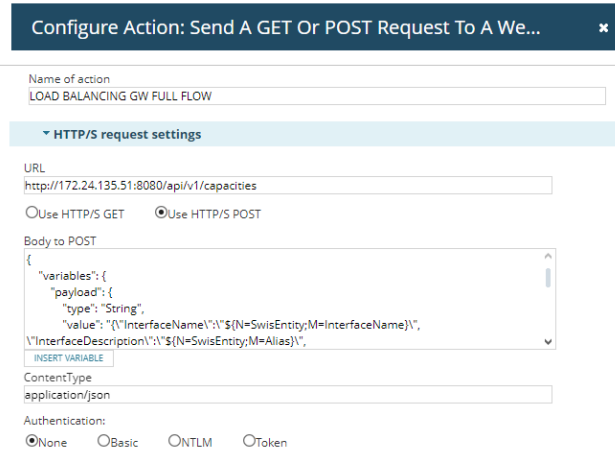 Configure Action: Send A GET Or POST Request To A We...
Name of action
LOAD BALANCING GW FULL FLOW
HTTP/S request settings
URL
http://172.24.135.51:8080/api/v1/capacities
Use HTTP/S GET Use HTTP/S POST
Body to POST
{
"variables": {
"payload": {
"type": "String",
"value": "{\"InterfaceName\":\"${N=SwisEntity;M=InterfaceName}\",
\"InterfaceDescription\":\"${N=SwisEntity;M=Alias}\",
INSERT VARIABLE
ContentType
application/json
Authentication:
None Basic NTLM Token